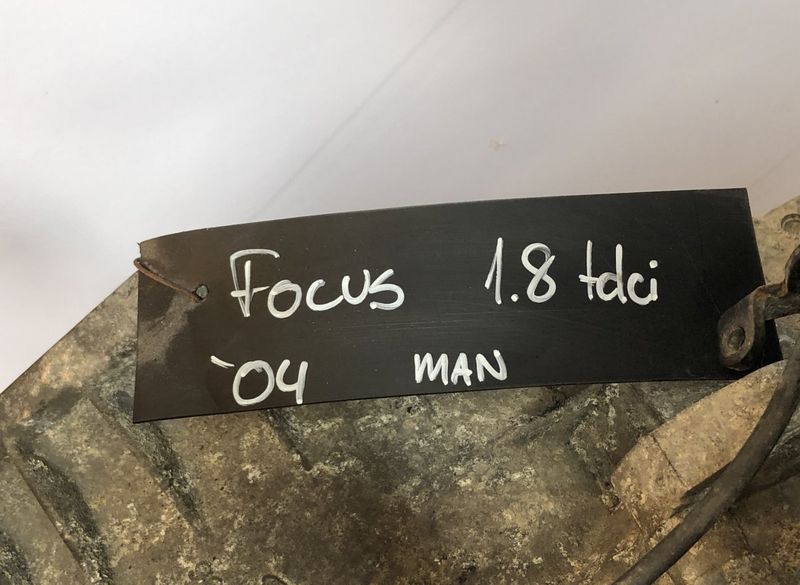 Focus 1.8 tdci
'04 MAN